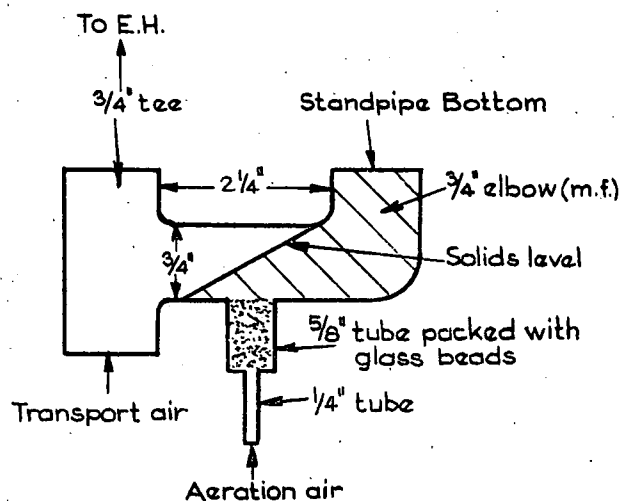 To E.H.
3/4" tee
Standpipe Bottom
2 1/4"
3/4" elbow (m.f.)
3/4"
Solids level
5/8" tube packed with
glass beads
Transport air
1/4" tube
Aeration air